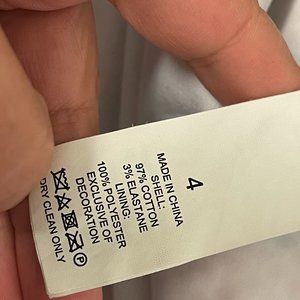 4
MADE IN CHINA
SHELL:
97% COTTON
3% ELASTANE
LINING:
100% POLYESTER
EXCLUSIVE OF
DECORATION
P
DRY CLEAN ONLY